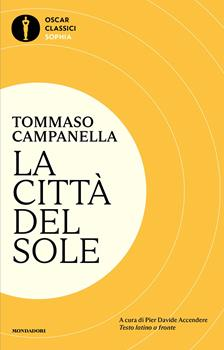 OSCAR
CLASSICI
SOPHIA
TOMMASO
CAMPANELLA
LA
CITTÀ
DEL
SOLE
A cura di Pier Davide Accendere
Testo latino a fronte
MONDADORI